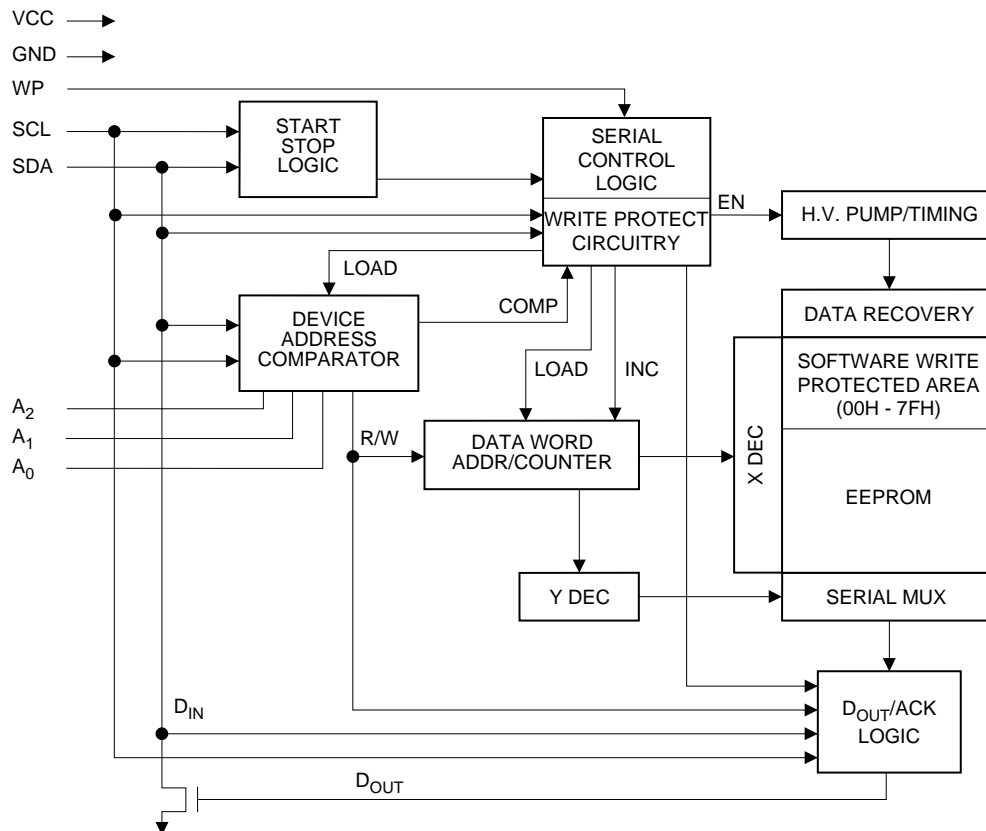 VCC
GND
WP
SCL
SDA
START
STOP
LOGIC
SERIAL
CONTROL
LOGIC
WRITE PROTECT
CIRCUITRY
EN
H.V. PUMP/TIMING
LOAD
COMP
DEVICE
ADDRESS
COMPARATOR
DATA RECOVERY
LOAD
INC
SOFTWARE WRITE
PROTECTED AREA
(00H - 7FH)
A2
A1
A0
R/W
DATA WORD
ADDR/COUNTER
X DEC
EEPROM
Y DEC
SERIAL MUX
DIN
DOUT/ACK
LOGIC
DOUT